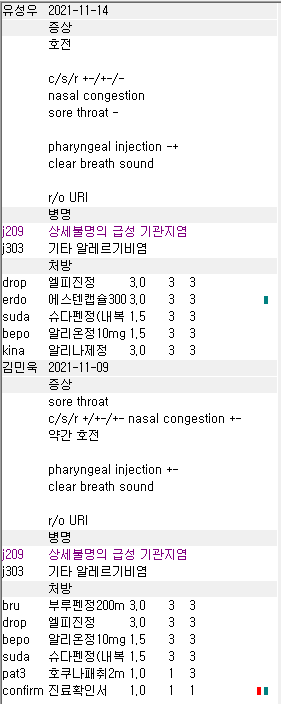 유성우 2021-11-14
증상
호전
c/s/r +-/+-/-
nasal congestion
sore throat -
pharyngeal injection -+
clear breath sound
r/o URI
병명
j209 상세불명의 급성 기관지염
j303 기타 알레르기비염
처방
drop 엘피진정 3.0 3 3
erdo 에스텐캡슐300 3.0 3 3
suda 슈다펜정(내복 1.5 3 3
bepo 알리온정10mg 1.5 3 3
kina 알리나제정 3.0 3 3
김민욱 2021-11-09
증상
sore throat
c/s/r +/+-/+- nasal congestion +-
약간 호전
pharyngeal injection +-
clear breath sound
r/o URI
병명
j209 상세불명의 급성 기관지염
j303 기타 알레르기비염
처방
bru 부루펜정200m 3.0 3 3
drop 엘피진정 3.0 3 3
bepo 알리온정10mg 1.5 3 3
suda 슈다펜정(내복 1.5 3 3
pat3 호쿠나패취2m 1.0 1 3
confirm 진료확인서 1.0 1 1